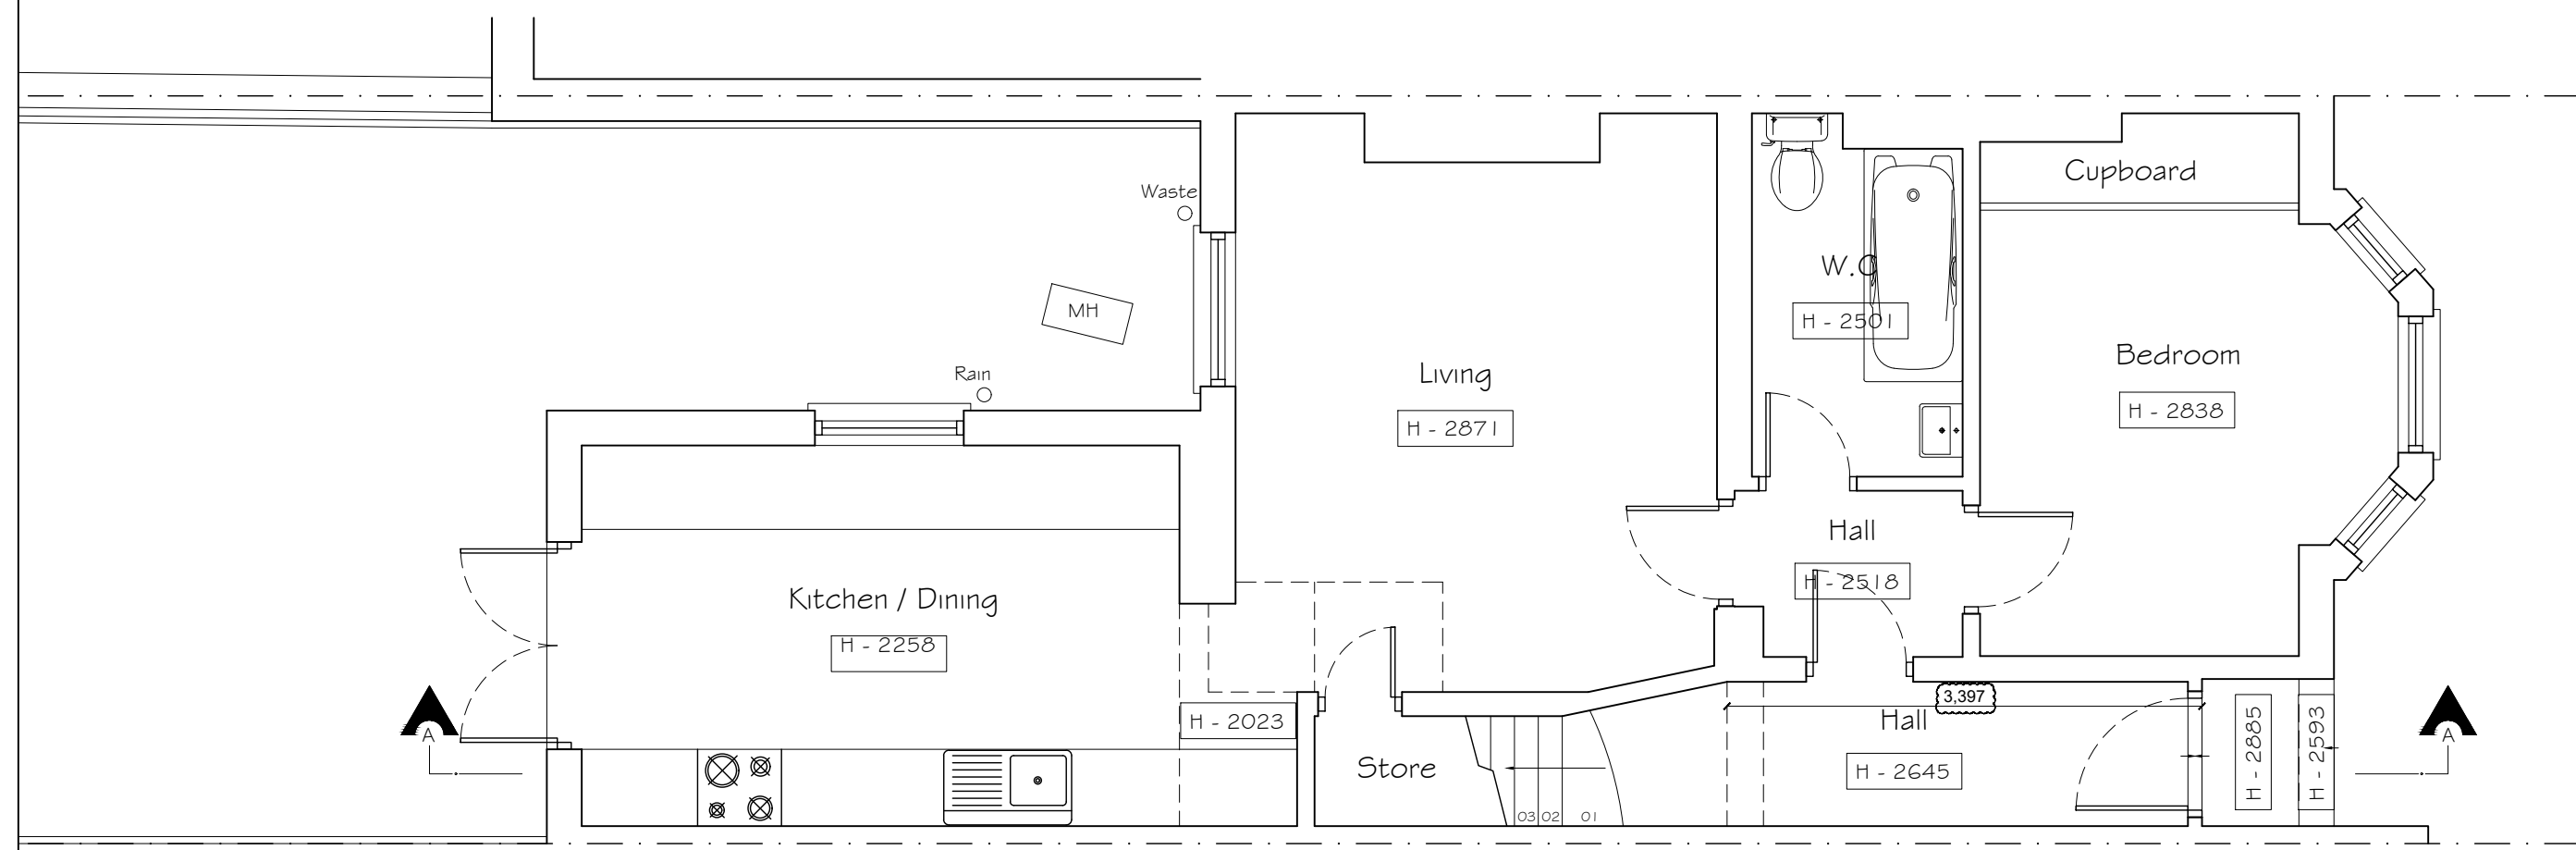 Waste
Cupboard
W.C
MH
H - 2501
Bedroom
Rain
Living
H - 2838
H - 2871
Hall
H - 2518
Kitchen / Dining
H - 2258
3,397
H - 2023
Hall
H - 2885
H - 2593
A
A
Store
H - 2645
03 02 01